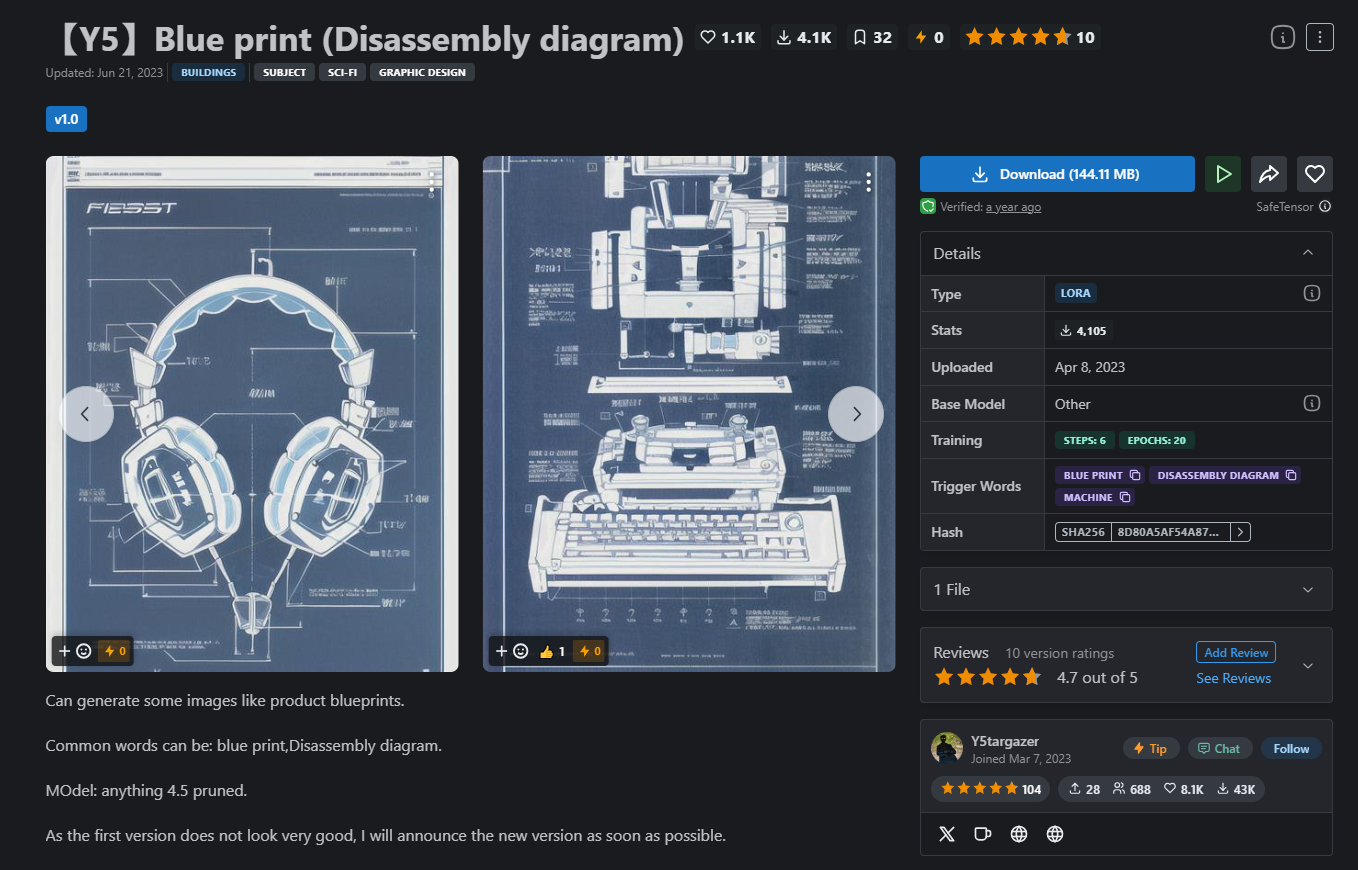 【Y5】Blue print (Disassembly diagram) 1.1K 4.1K 32 0 10
Updated: Jun 21, 2023 BUILDINGS SUBJECT SCI-FI GRAPHIC DESIGN
v1.0
0
1 0
Can generate some images like product blueprints.
Common words can be: blue print,Disassembly diagram.
MOdel: anything 4.5 pruned.
As the first version does not look very good, I will announce the new version as soon as possible.
Download (144.11 MB)
Verified: a year ago SafeTensor
Details
Type LORA
Stats 4,105
Uploaded Apr 8, 2023
Base Model Other
Training STEPS: 6 EPOCHS: 20
Trigger Words BLUE PRINT DISASSEMBLY DIAGRAM
MACHINE
Hash SHA256 8D80A5AF54A87...
1 File
Reviews 10 version ratings Add Review
4.7 out of 5 See Reviews
Y5targazer Tip Chat Follow
Joined Mar 7, 2023
104 28 688 8.1K 43K